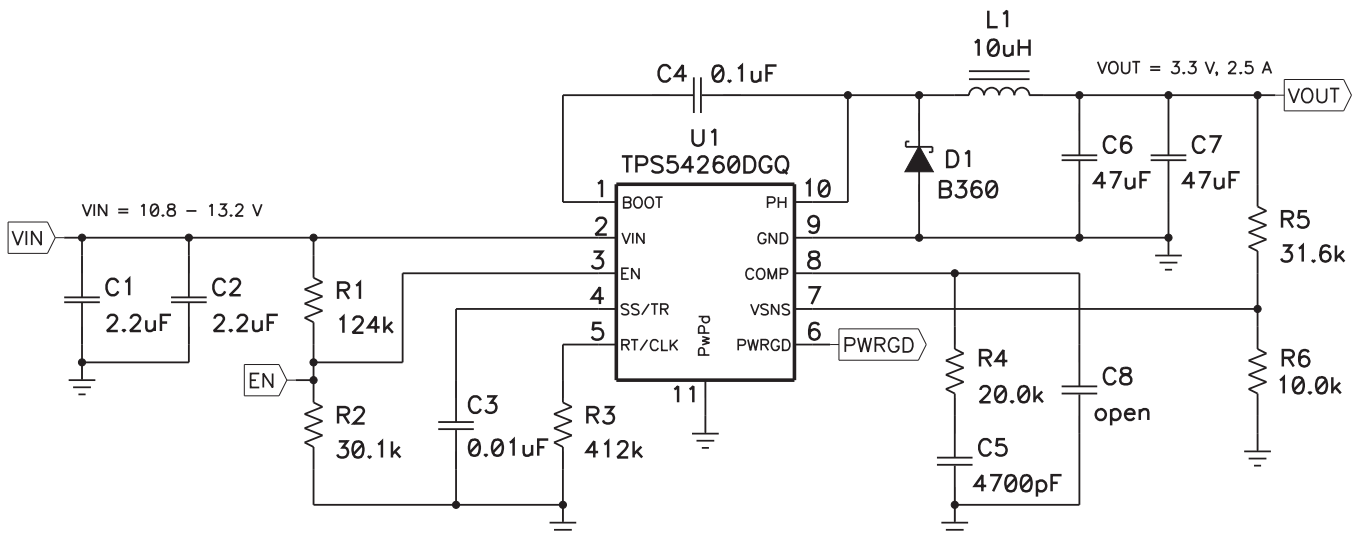 L1
10uH
VOUT = 3.3 V, 2.5 A
VOUT
C4 0.1uF
U1
TPS54260DGQ
C6
47uF
C7
47uF
D1
B360
1 BOOT
PH 10
VIN = 10.8 – 13.2 V
VIN
2 VIN
GND 9
R5
31.6k
3 EN
COMP 8
C1
2.2uF
C2
2.2uF
R1
124k
4 SS/TR
VSNS 7
5 RT/CLK
PwPd
PWRGD 6
PWRGD
EN
11
R4
20.0k
C8
open
R6
10.0k
R2
30.1k
C3
0.01uF
R3
412k
C5
4700pF